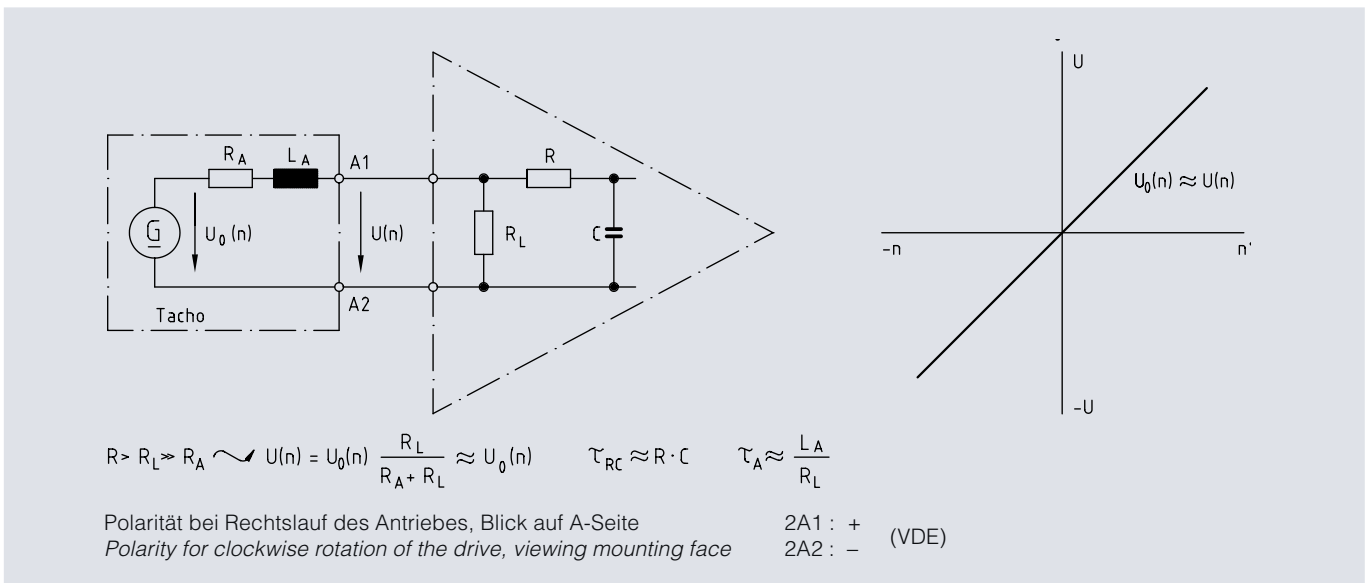 U
R_A L_A A1 R
U_0(n) ≈ U(n)
G U_0(n) U(n) R_L C
-n n'
A2
Tacho
-U
R > R_L ≫ R_A ⤳ U(n) = U_0(n) R_L / (R_A + R_L) ≈ U_0(n) τ_RC ≈ R · C τ_A ≈ L_A / R_L
Polarität bei Rechtslauf des Antriebes, Blick auf A-Seite 2A1 : +
Polarity for clockwise rotation of the drive, viewing mounting face 2A2 : – (VDE)